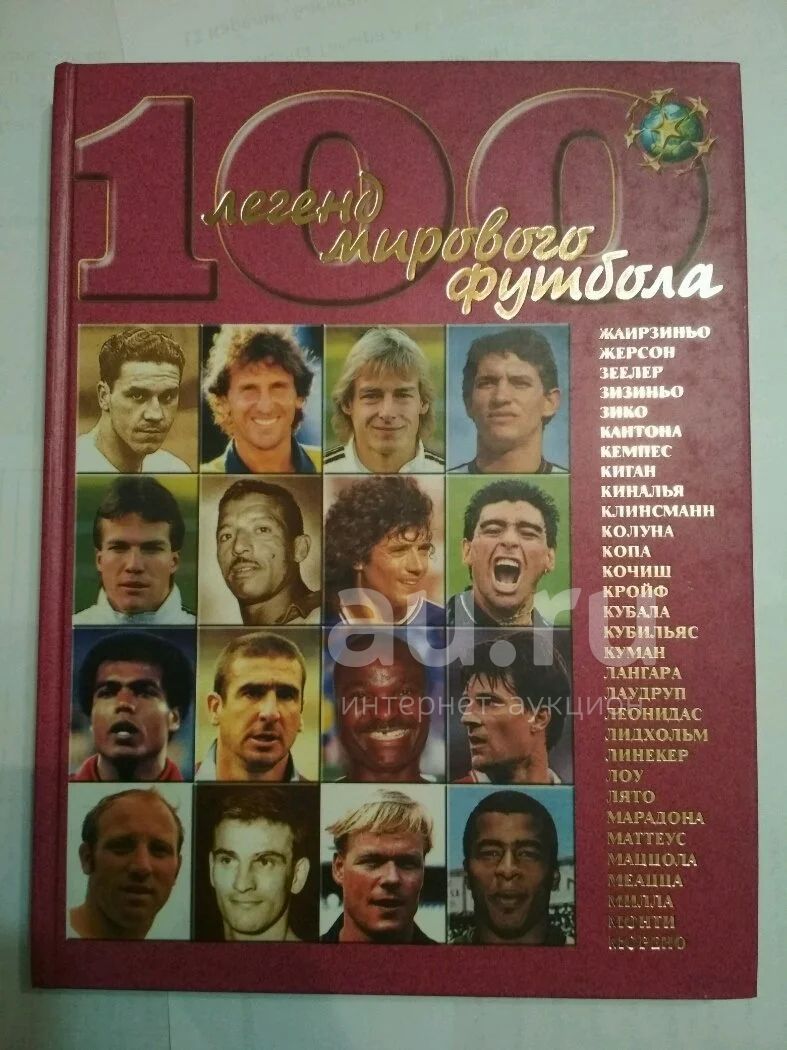 100
легенд
мирового
футбола
ЖАИРЗИНЬО
ЖЕРСОН
ЗЕЕЛЕР
ЗИЗИНЬО
ЗИКО
КАНТОНА
КЕМПЕС
КИГАН
КИНАЛЬЯ
КЛИНСМАНН
КОЛУНА
КОПА
КОЧИШ
КРОЙФ
КУБАЛА
КУБИЛЬЯС
КУМАН
ЛАНГАРА
ЛАУДРУП
ЛЕОНИДАС
ЛИДХОЛЬМ
ЛИНЕКЕР
ЛОУ
ЛЯТО
МАРАДОНА
МАТТЕУС
МАЦЦОЛА
МЕАЦЦА
МИЛЛА
МОНТИ
МОРЕНО
au.ru
интернет-аукцион